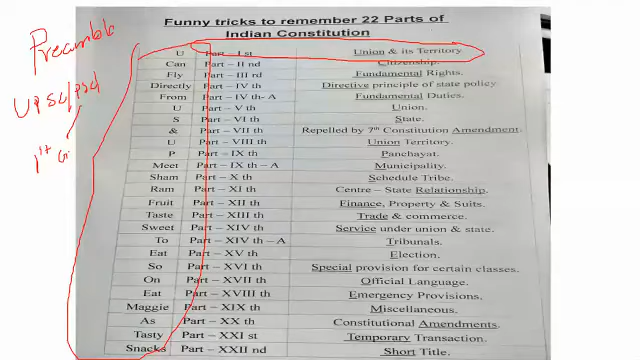 Funny tricks to remember 22 Parts of
Indian Constitution
Preamble
UPSC/PSC
1st G
U Part – I st Union & its Territory
Can Part – II nd Citizenship.
Fly Part – III rd Fundamental Rights.
Directly Part – IV th Directive principle of state policy
From Part – IV th- A Fundamental Duties.
U Part – V th Union.
S Part – VI th State.
& Part – VII th Repelled by 7th Constitution Amendment.
U Part – VIII th Union Territory.
P Part – IX th Panchayat.
Meet Part – IX th – A Municipality.
Sham Part – X th Schedule Tribe.
Ram Part – XI th Centre – State Relationship.
Fruit Part – XII th Finance, Property & Suits.
Taste Part – XIII th Trade & commerce.
Sweet Part – XIV th Service under union & state.
To Part – XIV th – A Tribunals.
Eat Part – XV th Election.
So Part – XVI th Special provision for certain classes.
On Part – XVII th Official Language.
Eat Part – XVIII th Emergency Provisions.
Maggie Part – XIX th Miscellaneous.
As Part – XX th Constitutional Amendments.
Tasty Part – XXI st Temporary Transaction.
Snacks Part – XXII nd Short Title.